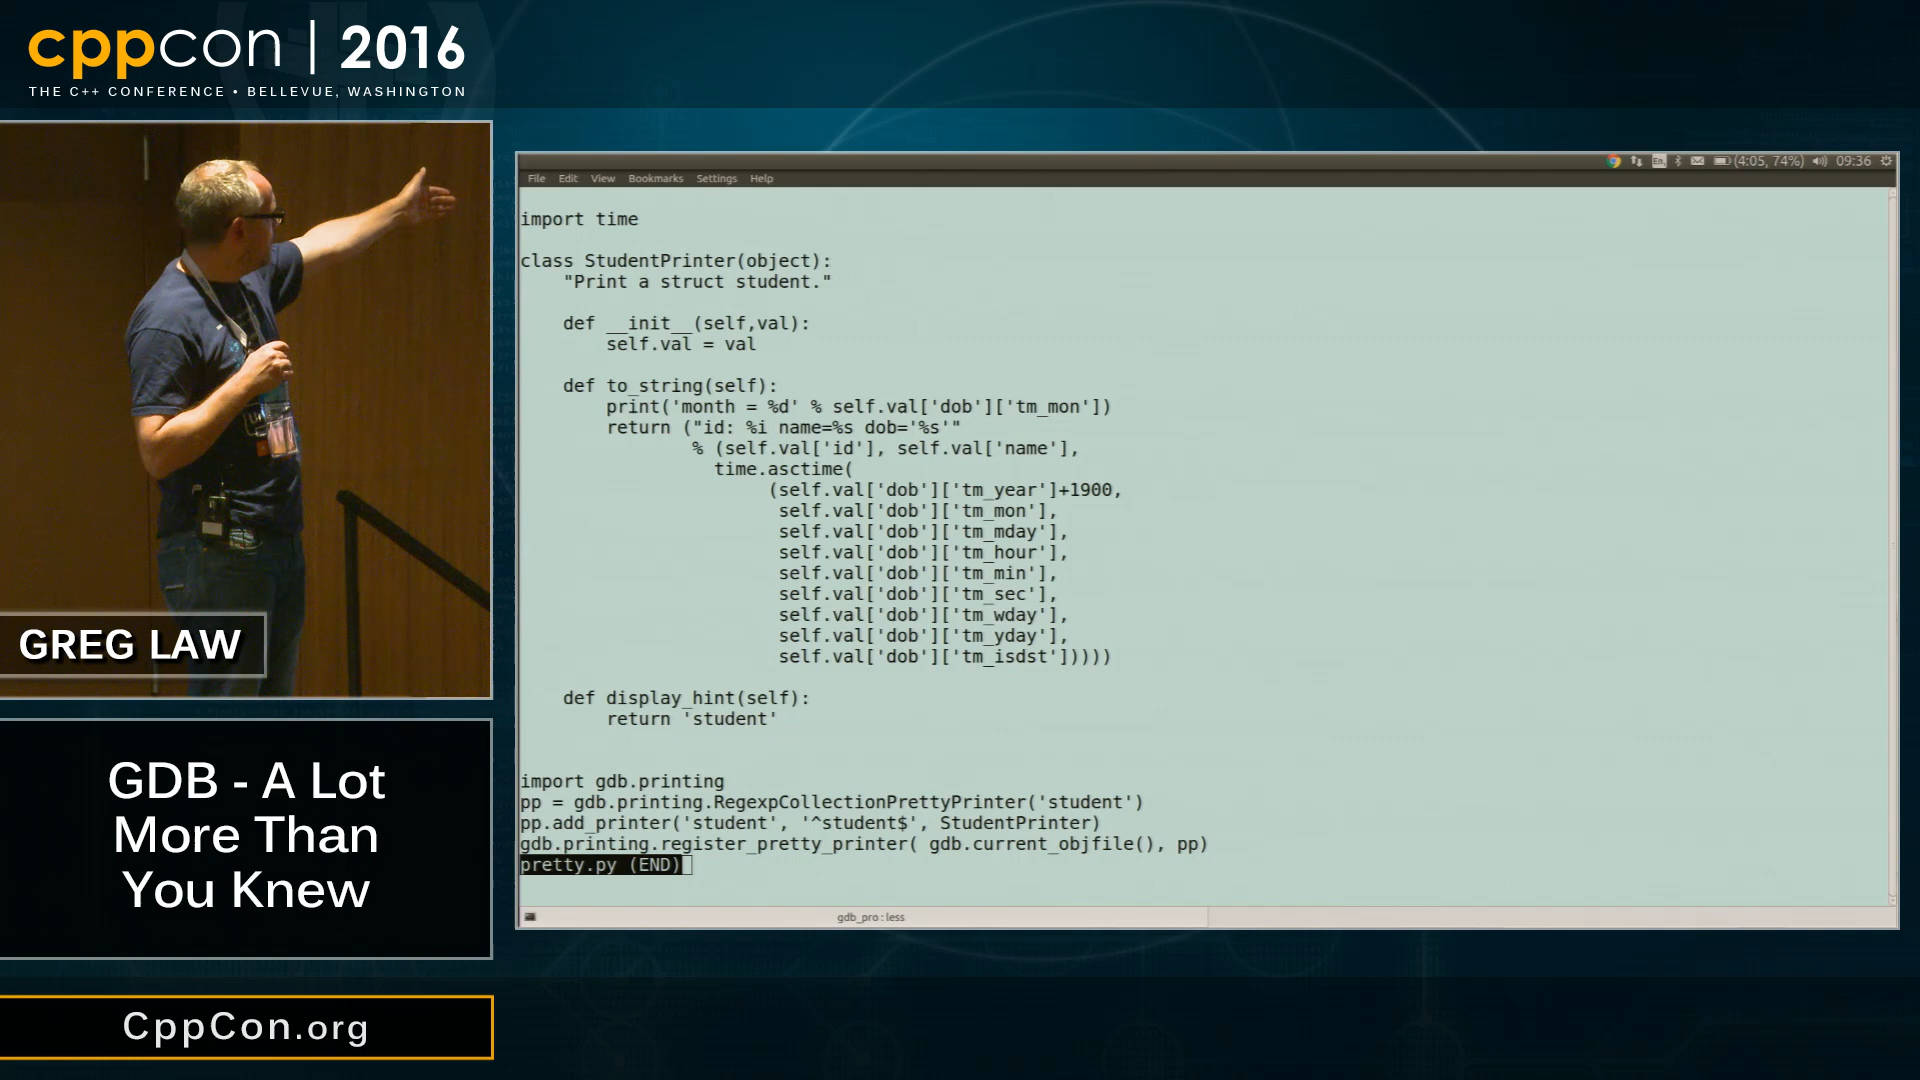 cppcon | 2016
THE C++ CONFERENCE • BELLEVUE, WASHINGTON
GREG LAW
GDB - A Lot
More Than
You Knew
CppCon.org
En (4:05, 74%) 09:36
File Edit View Bookmarks Settings Help
import time
class StudentPrinter(object):
    "Print a struct student."
    def __init__(self,val):
        self.val = val
    def to_string(self):
        print('month = %d' % self.val['dob']['tm_mon'])
        return ("id: %i name=%s dob='%s'"
                % (self.val['id'], self.val['name'],
                  time.asctime(
                       (self.val['dob']['tm_year']+1900,
                        self.val['dob']['tm_mon'],
                        self.val['dob']['tm_mday'],
                        self.val['dob']['tm_hour'],
                        self.val['dob']['tm_min'],
                        self.val['dob']['tm_sec'],
                        self.val['dob']['tm_wday'],
                        self.val['dob']['tm_yday'],
                        self.val['dob']['tm_isdst']))))
    def display_hint(self):
        return 'student'
import gdb.printing
pp = gdb.printing.RegexpCollectionPrettyPrinter('student')
pp.add_printer('student', '^student$', StudentPrinter)
gdb.printing.register_pretty_printer( gdb.current_objfile(), pp)
pretty.py (END)
gdb_pro : less